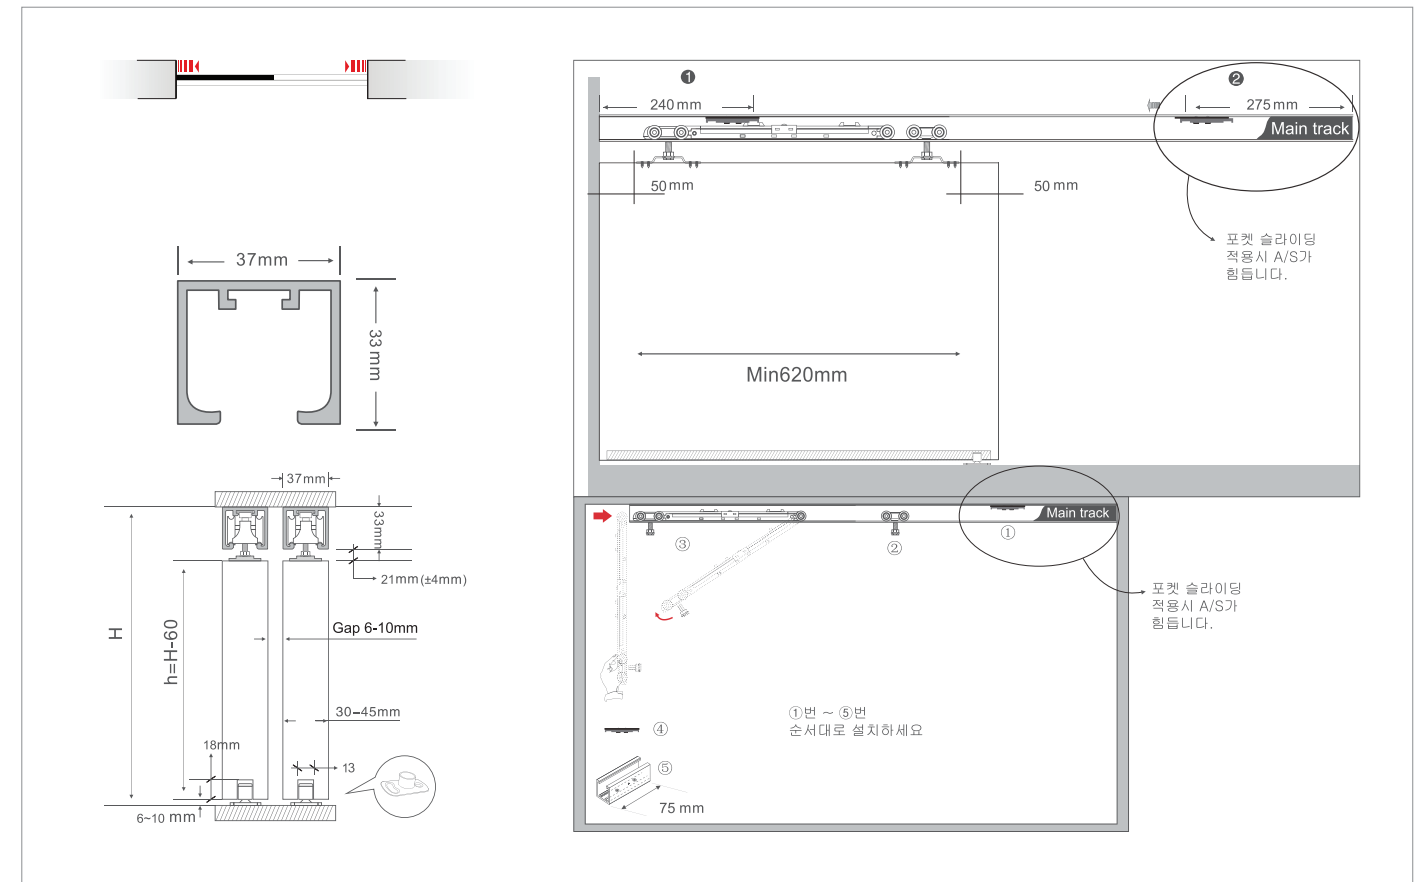 37mm
33mm
37mm
33mm
21mm(±4mm)
H
h=H-60
Gap 6-10mm
30-45mm
18mm
13
6~10 mm
❶
❷
240mm
275mm
Main track
50mm
50mm
포켓 슬라이딩
적용시 A/S가
힘듭니다.
Min620mm
Main track
③
②
①
포켓 슬라이딩
적용시 A/S가
힘듭니다.
①번 ~ ⑤번
순서대로 설치하세요
④
⑤
75 mm